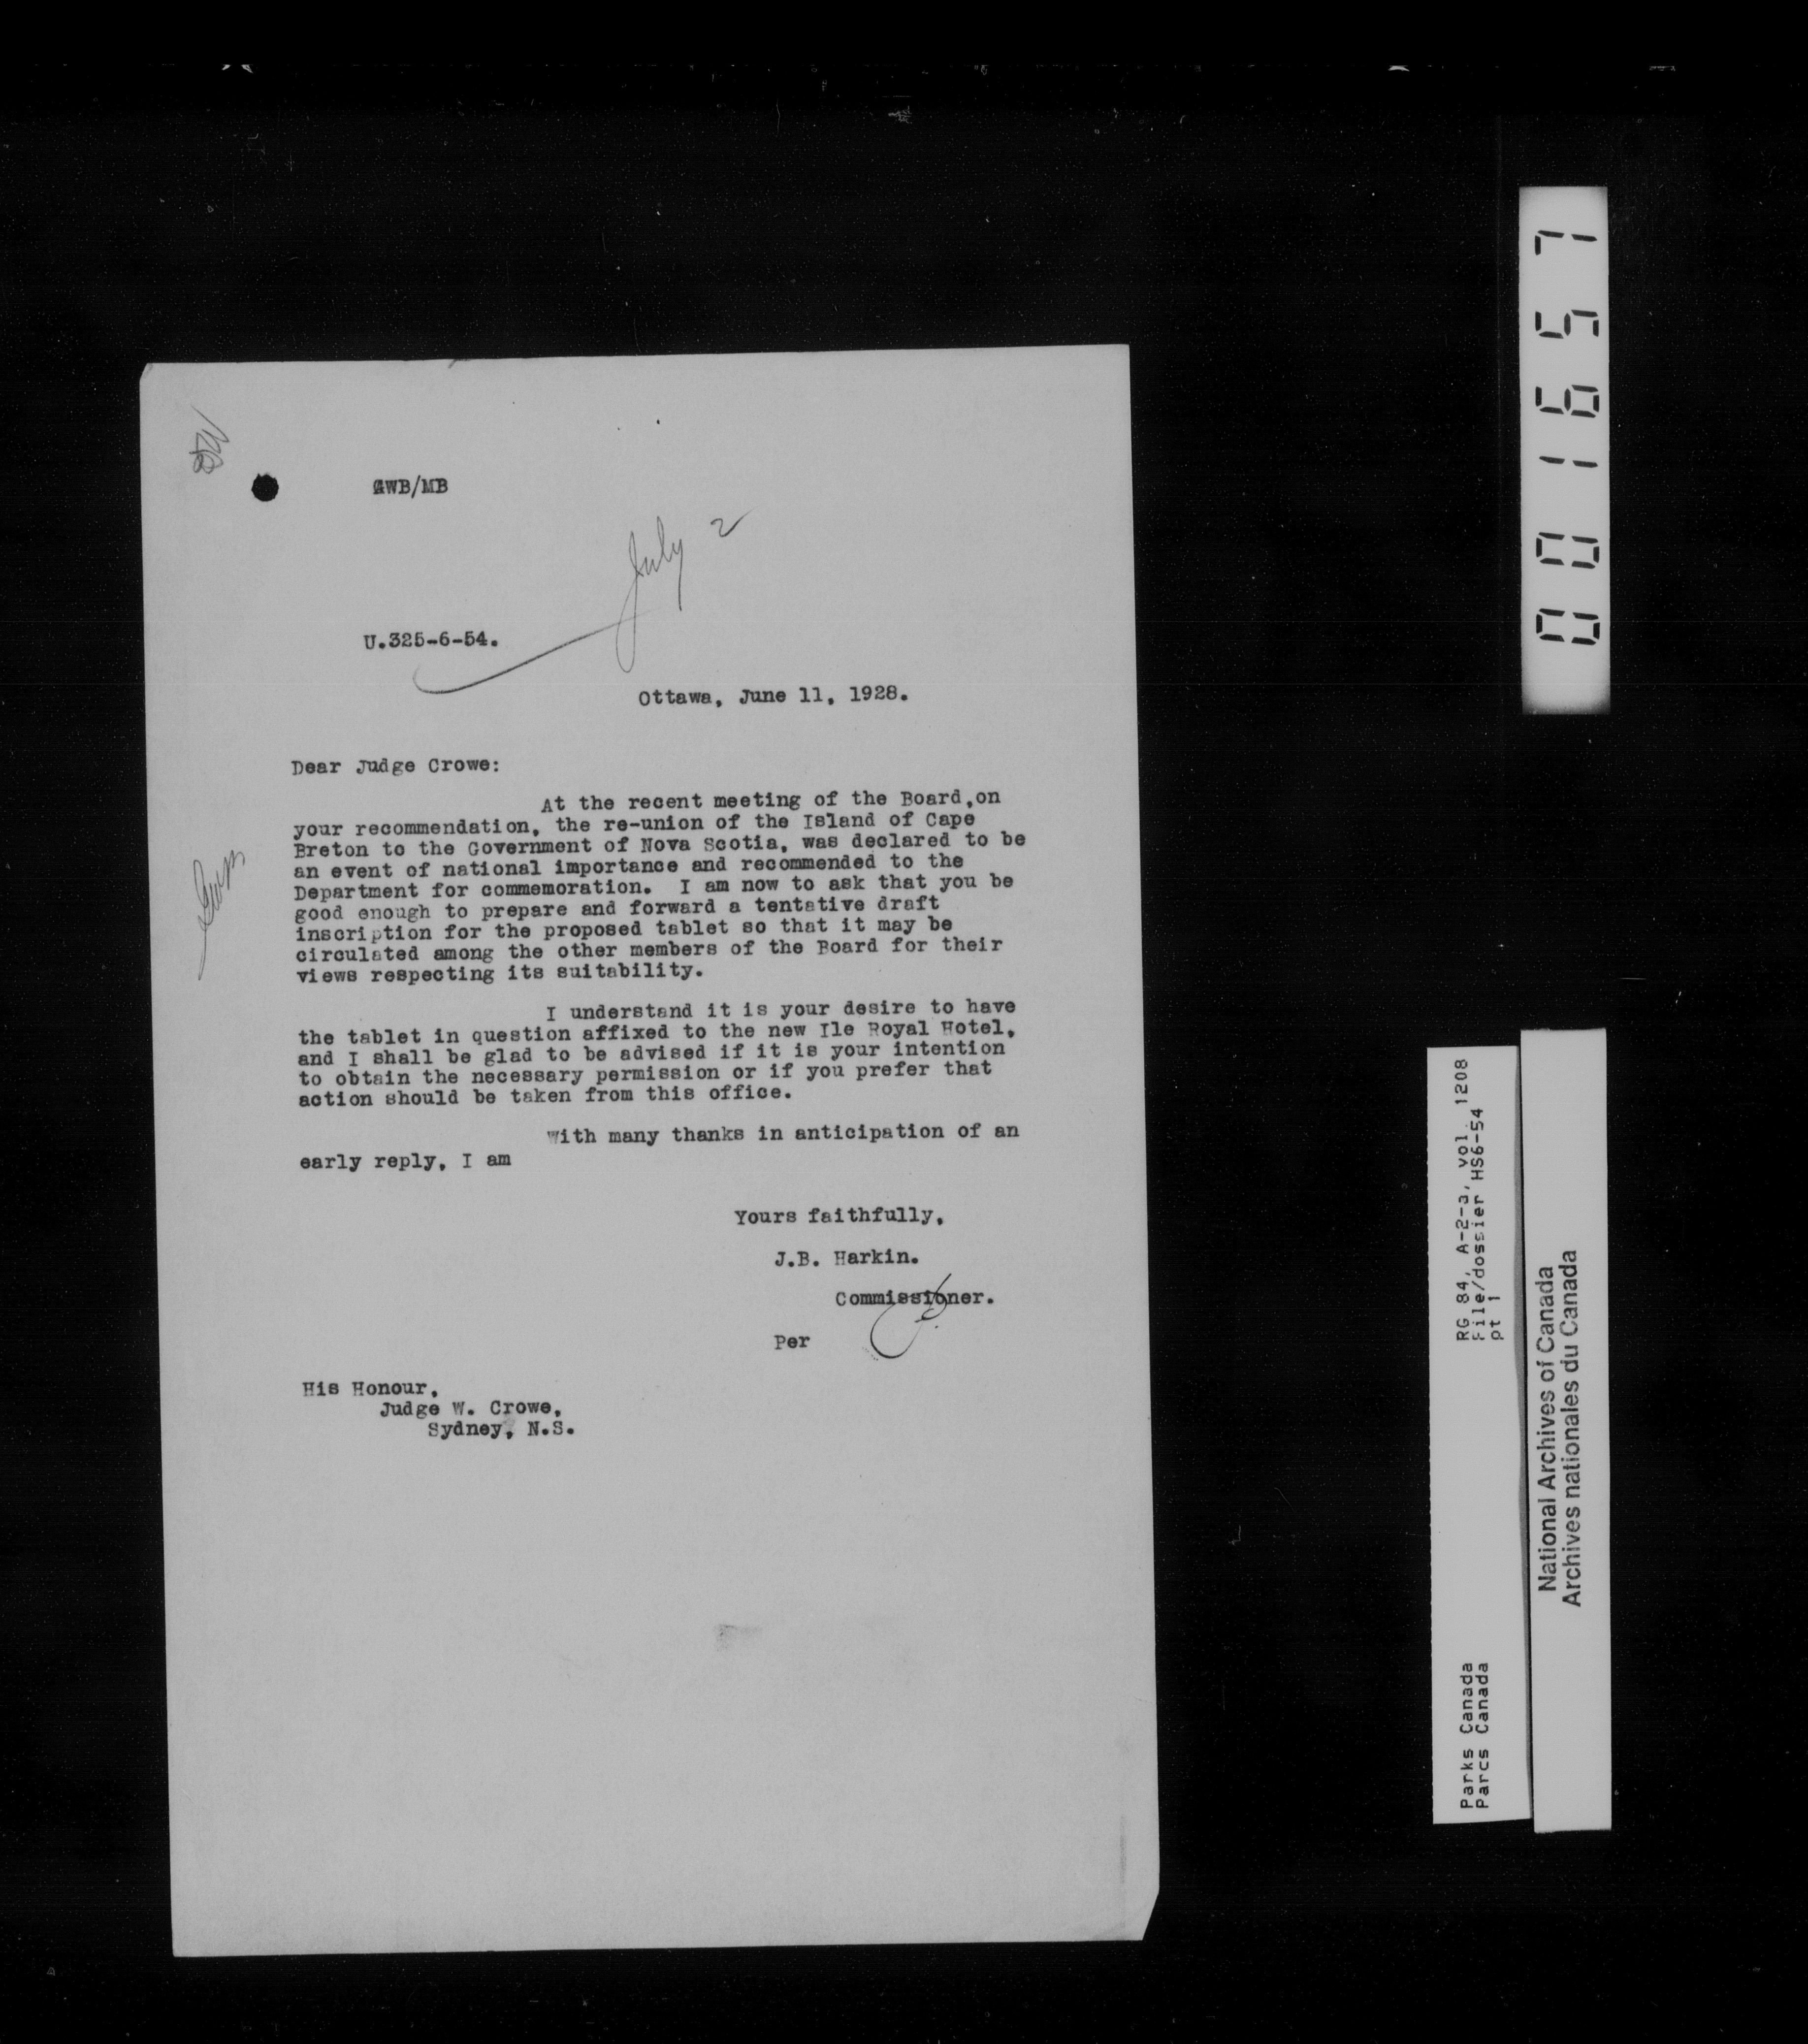 GWB/MB
July 2
U.325-6-54.
Ottawa, June 11, 1928.
Dear Judge Crowe:
At the recent meeting of the Board,on
your recommendation, the re-union of the Island of Cape
Breton to the Government of Nova Scotia, was declared to be
an event of national importance and recommended to the
Department for commemoration. I am now to ask that you be
good enough to prepare and forward a tentative draft
inscription for the proposed tablet so that it may be
circulated among the other members of the Board for their
views respecting its suitability.
I understand it is your desire to have
the tablet in question affixed to the new Ile Royal Hotel,
and I shall be glad to be advised if it is your intention
to obtain the necessary permission or if you prefer that
action should be taken from this office.
With many thanks in anticipation of an
early reply, I am
Yours faithfully,
J.B. Harkin.
Commissioner.
Per
His Honour,
Judge W. Crowe,
Sydney, N.S.
001657
RG 84, A-2-a, vol. 1208
File/dossier HS6-54
pt 1
Parks Canada
Parcs Canada
National Archives of Canada
Archives nationales du Canada